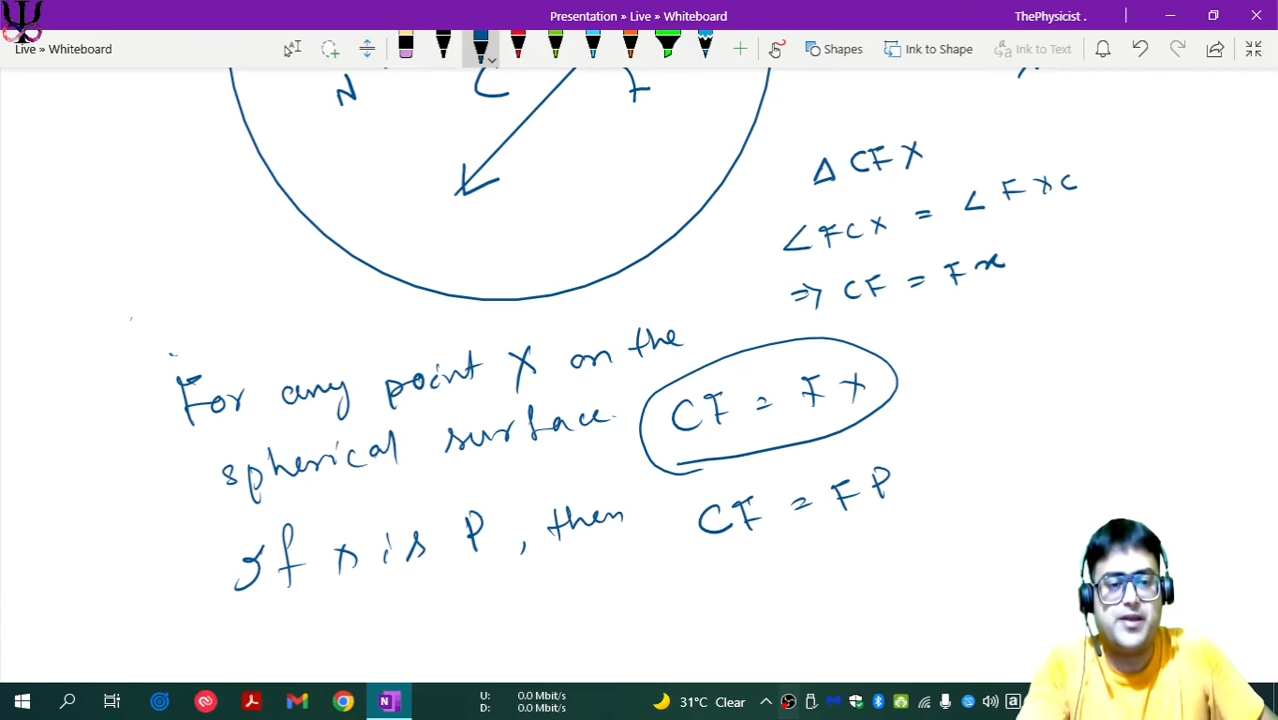 Presentation » Live » Whiteboard
ThePhysicist .
Live » Whiteboard
Shapes
Ink to Shape
Ink to Text
N C F
Δ CFX
∠FCX = ∠FXC
⇒ CF = Fx
For any point X on the
spherical surface. CF = FX
If x is P, then CF = FP
U: 0.0 Mbit/s
D: 0.0 Mbit/s
31°C Clear